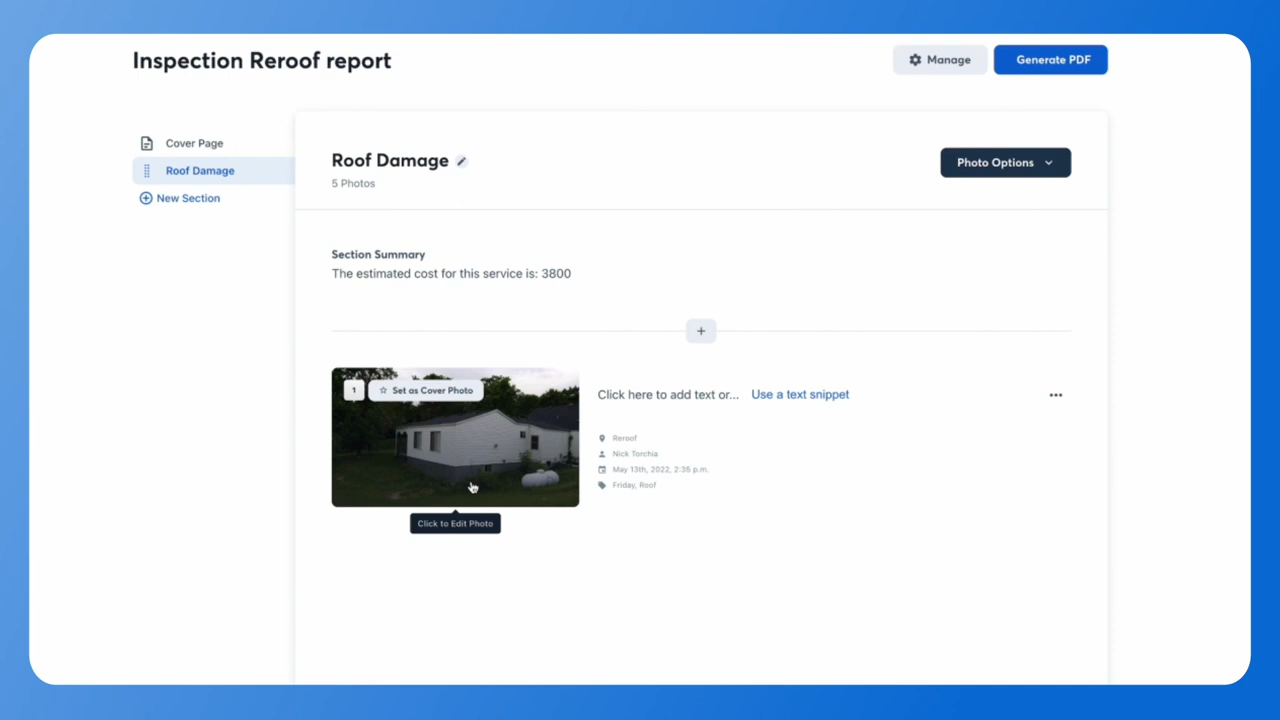 Inspection Reroof report
Manage
Generate PDF
Cover Page
Roof Damage
New Section
Roof Damage
5 Photos
Photo Options
Section Summary
The estimated cost for this service is: 3800
+
1
Set as Cover Photo
Click here to add text or... Use a text snippet
Reroof
Nick Torchia
May 13th, 2022, 2:35 p.m.
Friday, Roof
Click to Edit Photo